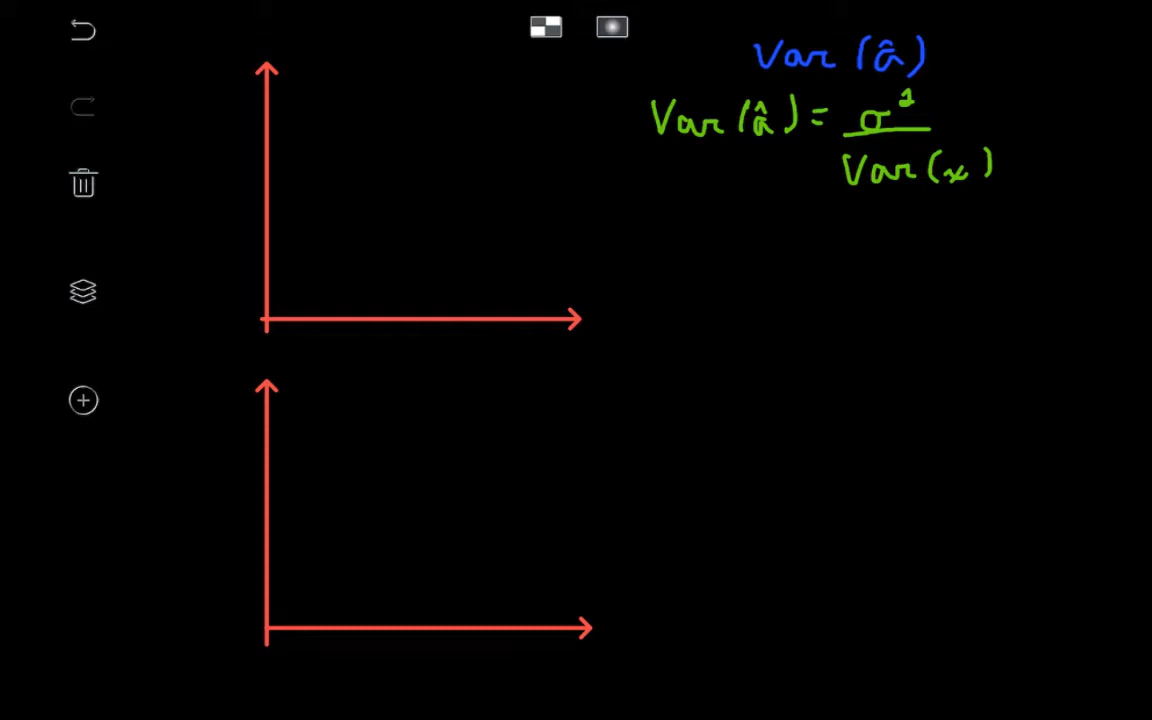 Var (â)
Var (â) = σ² / Var (x)